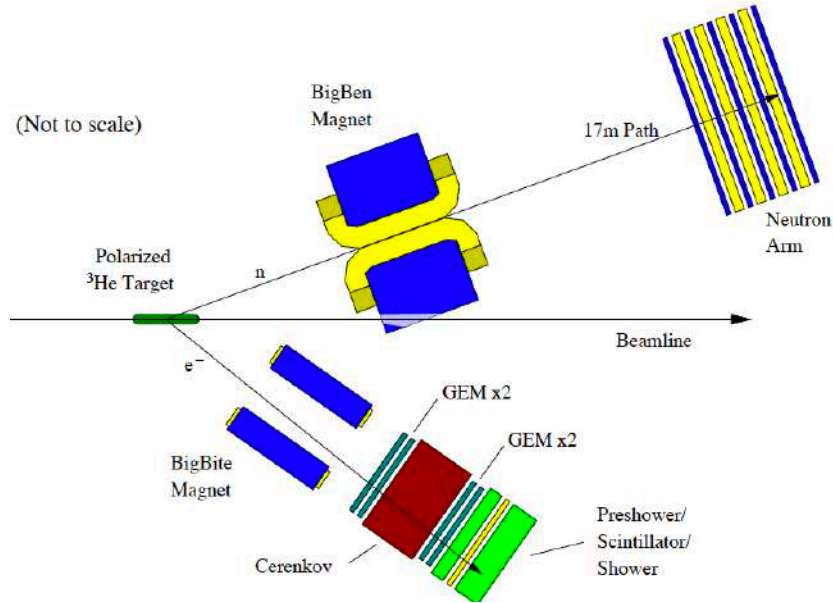 BigBen
Magnet
(Not to scale)
17m Path
Neutron
Arm
Polarized
³He Target
n
Beamline
e⁻
GEM x2
GEM x2
BigBite
Magnet
Preshower/
Scintillator/
Shower
Cerenkov